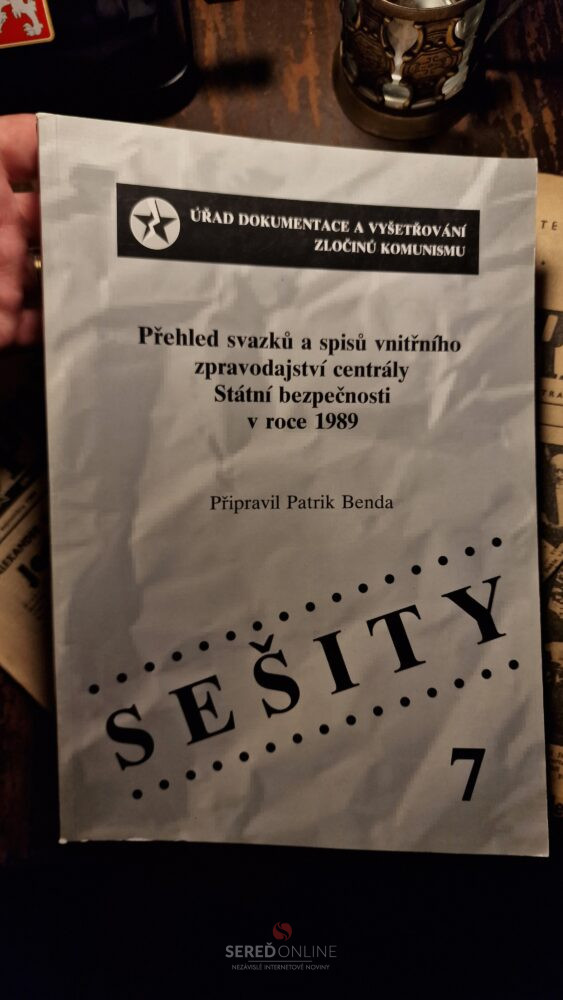 ÚŘAD DOKUMENTACE A VYŠETŘOVÁNÍ
ZLOČINŮ KOMUNISMU
Přehled svazků a spisů vnitřního
zpravodajství centrály
Státní bezpečnosti
v roce 1989
Připravil Patrik Benda
SEŠITY
7
SEREĎONLINE
NEZÁVISLÉ INTERNETOVÉ NOVINY